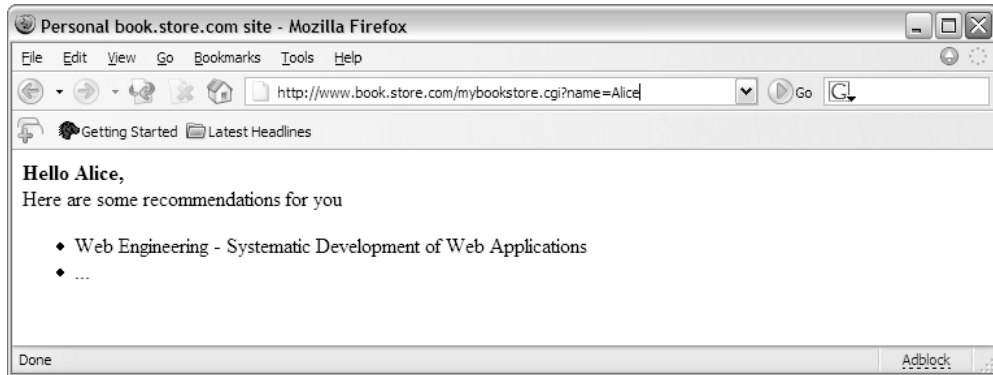 Personal book.store.com site - Mozilla Firefox
File Edit View Go Bookmarks Tools Help
http://www.book.store.com/mybookstore.cgi?name=Alice Go G
Getting Started Latest Headlines
Hello Alice,
Here are some recommendations for you
• Web Engineering - Systematic Development of Web Applications
• ...
Done Adblock